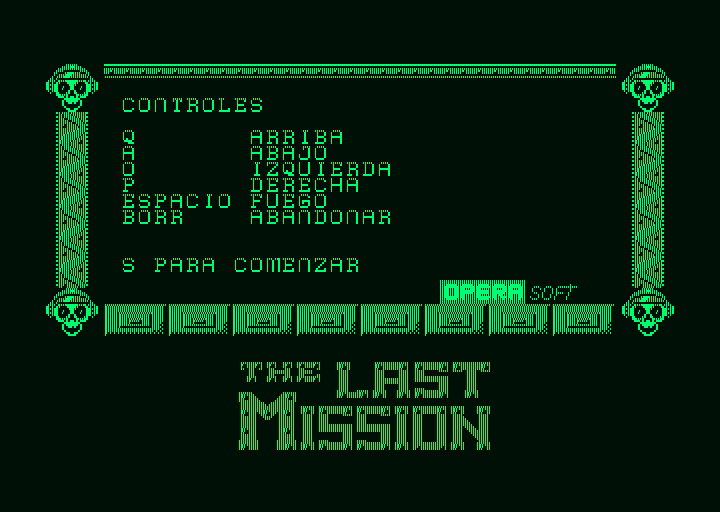 CONTROLES
Q ARRIBA
A ABAJO
O IZQUIERDA
P DERECHA
ESPACIO FUEGO
BORR ABANDONAR
S PARA COMENZAR
OPERA SOFT
THE LAST
MISSION